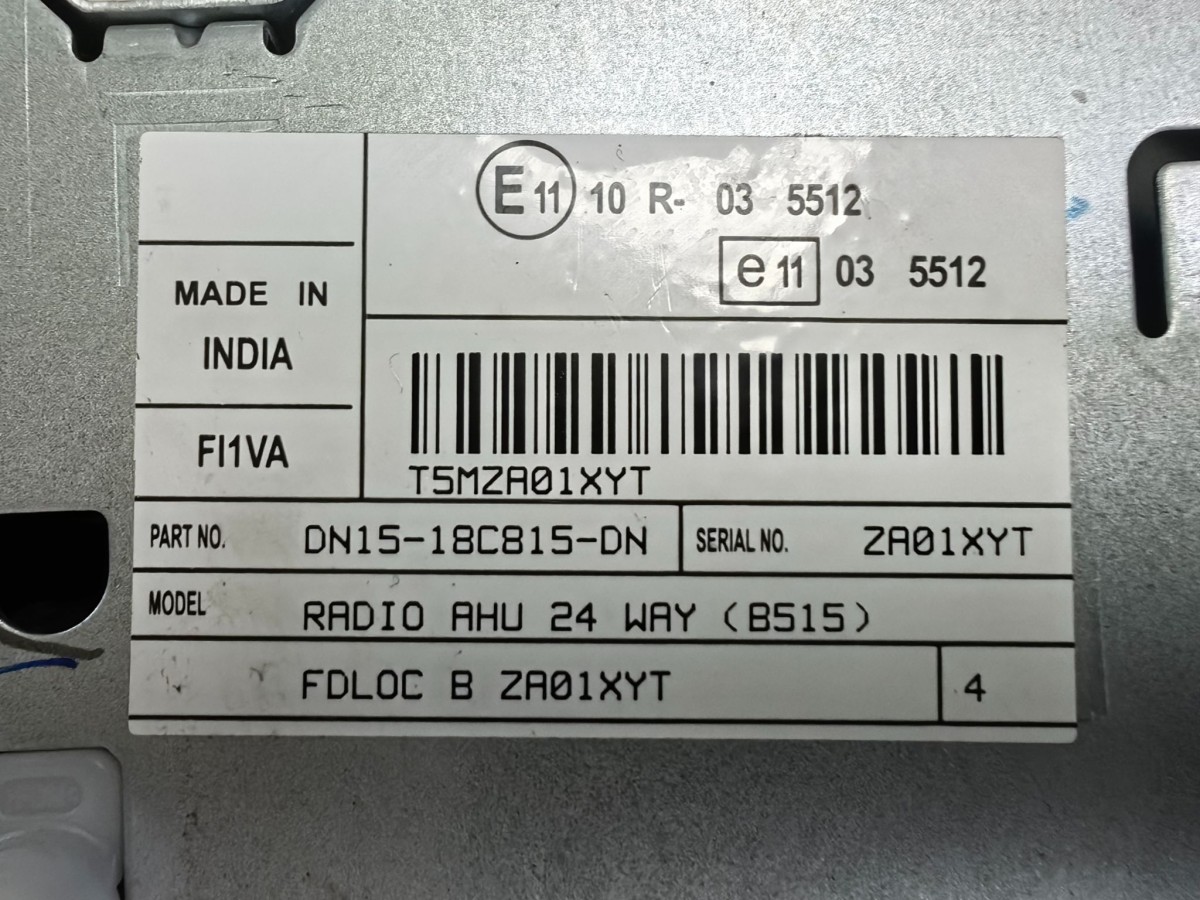 E11 10 R- 03 5512
e11 03 5512
MADE IN
INDIA
FI1VA
T5MZA01XYT
PART NO. DN15-18C815-DN SERIAL NO. ZA01XYT
MODEL RADIO AHU 24 WAY (B515)
FDLOC B ZA01XYT 4